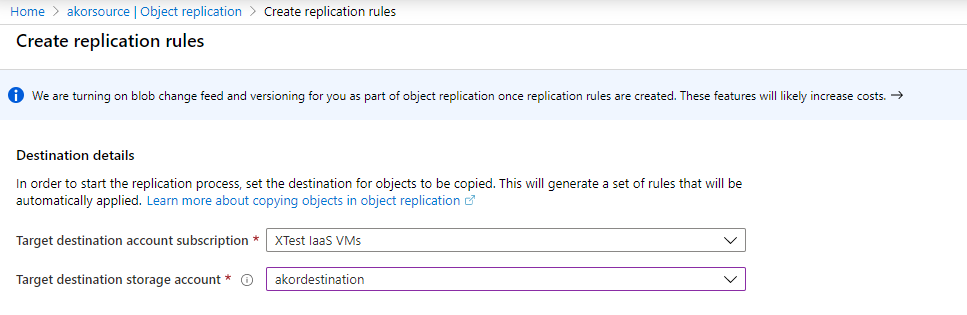 Home > akorsource | Object replication > Create replication rules
Create replication rules
We are turning on blob change feed and versioning for you as part of object replication once replication rules are created. These features will likely increase costs. →
Destination details
In order to start the replication process, set the destination for objects to be copied. This will generate a set of rules that will be
automatically applied. Learn more about copying objects in object replication
Target destination account subscription * XTest IaaS VMs
Target destination storage account * akordestination